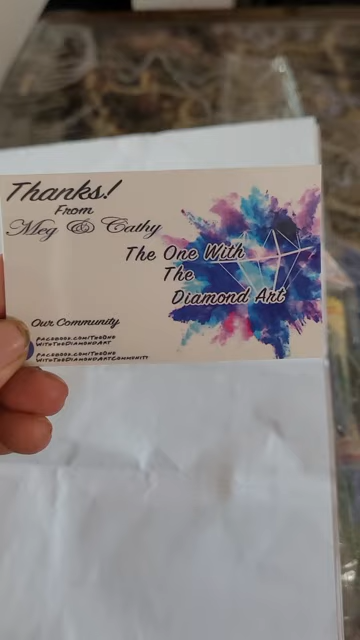 Thanks!
From
Meg & Cathy
The One With
The
Diamond Art
Our Community
facebook.com/TheOne
WithTheDiamondArt
facebook.com/TheOne
WithTheDiamondArtCommunity